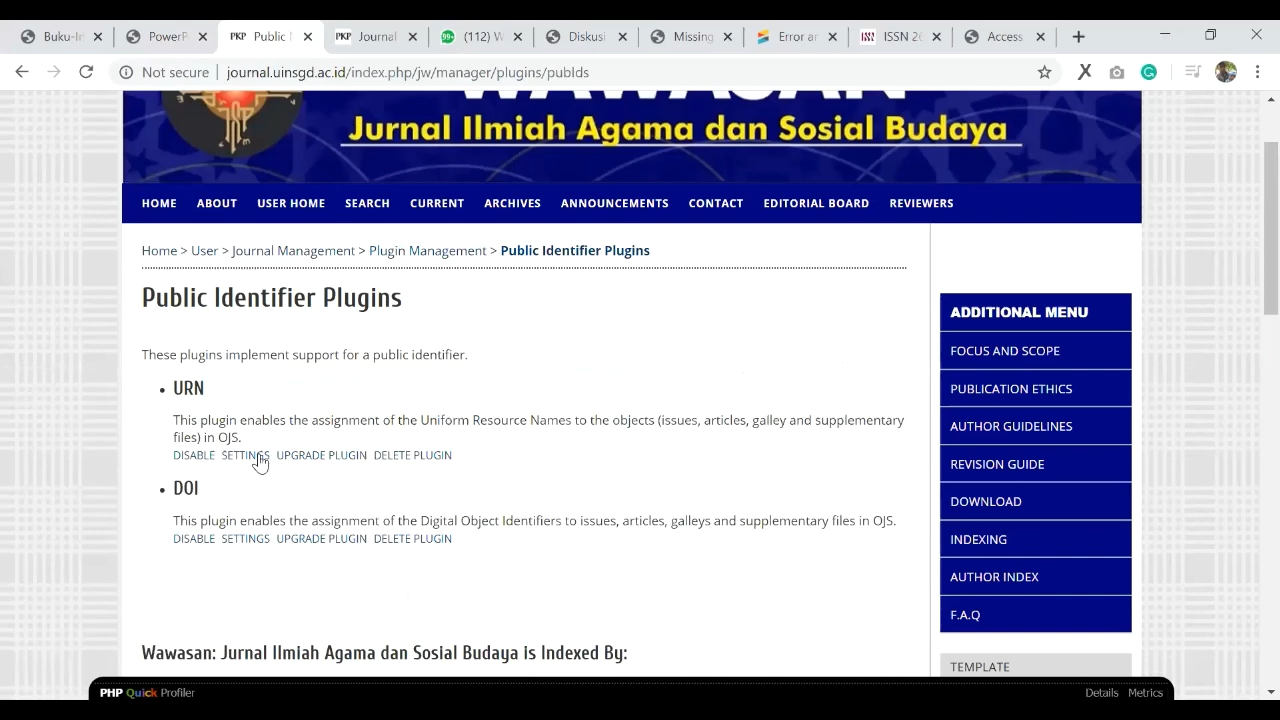 Buku-In
PowerP
Public I
Journal
(112) W
Diskusi
Missing
Error an
ISSN 26
Access
Not secure
journal.uinsgd.ac.id/index.php/jw/manager/plugins/pubIds
WAWASAN
Jurnal Ilmiah Agama dan Sosial Budaya
HOME ABOUT USER HOME SEARCH CURRENT ARCHIVES ANNOUNCEMENTS CONTACT EDITORIAL BOARD REVIEWERS
Home > User > Journal Management > Plugin Management > Public Identifier Plugins
Public Identifier Plugins
These plugins implement support for a public identifier.
• URN
This plugin enables the assignment of the Uniform Resource Names to the objects (issues, articles, galley and supplementary
files) in OJS.
DISABLE SETTINGS UPGRADE PLUGIN DELETE PLUGIN
• DOI
This plugin enables the assignment of the Digital Object Identifiers to issues, articles, galleys and supplementary files in OJS.
DISABLE SETTINGS UPGRADE PLUGIN DELETE PLUGIN
Wawasan: Jurnal Ilmiah Agama dan Sosial Budaya is Indexed By:
ADDITIONAL MENU
FOCUS AND SCOPE
PUBLICATION ETHICS
AUTHOR GUIDELINES
REVISION GUIDE
DOWNLOAD
INDEXING
AUTHOR INDEX
F.A.Q
TEMPLATE
PHP Quick Profiler
Details Metrics